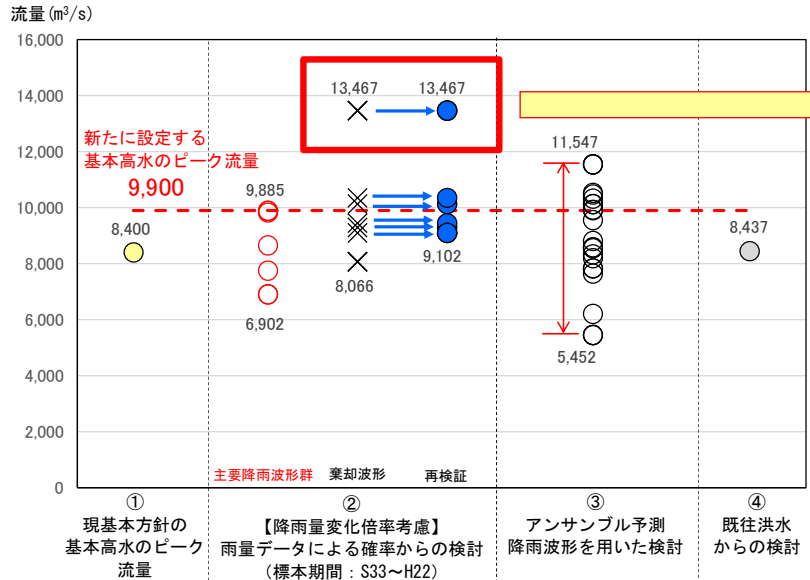 流量(m³/s)
16,000
14,000
12,000
10,000
8,000
6,000
4,000
2,000
0
新たに設定する
基本高水のピーク流量
9,900
8,400
9,885
6,902
13,467
13,467
8,066
9,102
11,547
5,452
8,437
主要降雨波形群
棄却波形
再検証
①
現基本方針の
基本高水のピーク
流量
②
【降雨量変化倍率考慮】
雨量データによる確率からの検討
(標本期間：S33～H22)
③
アンサンブル予測
降雨波形を用いた検討
④
既往洪水
からの検討